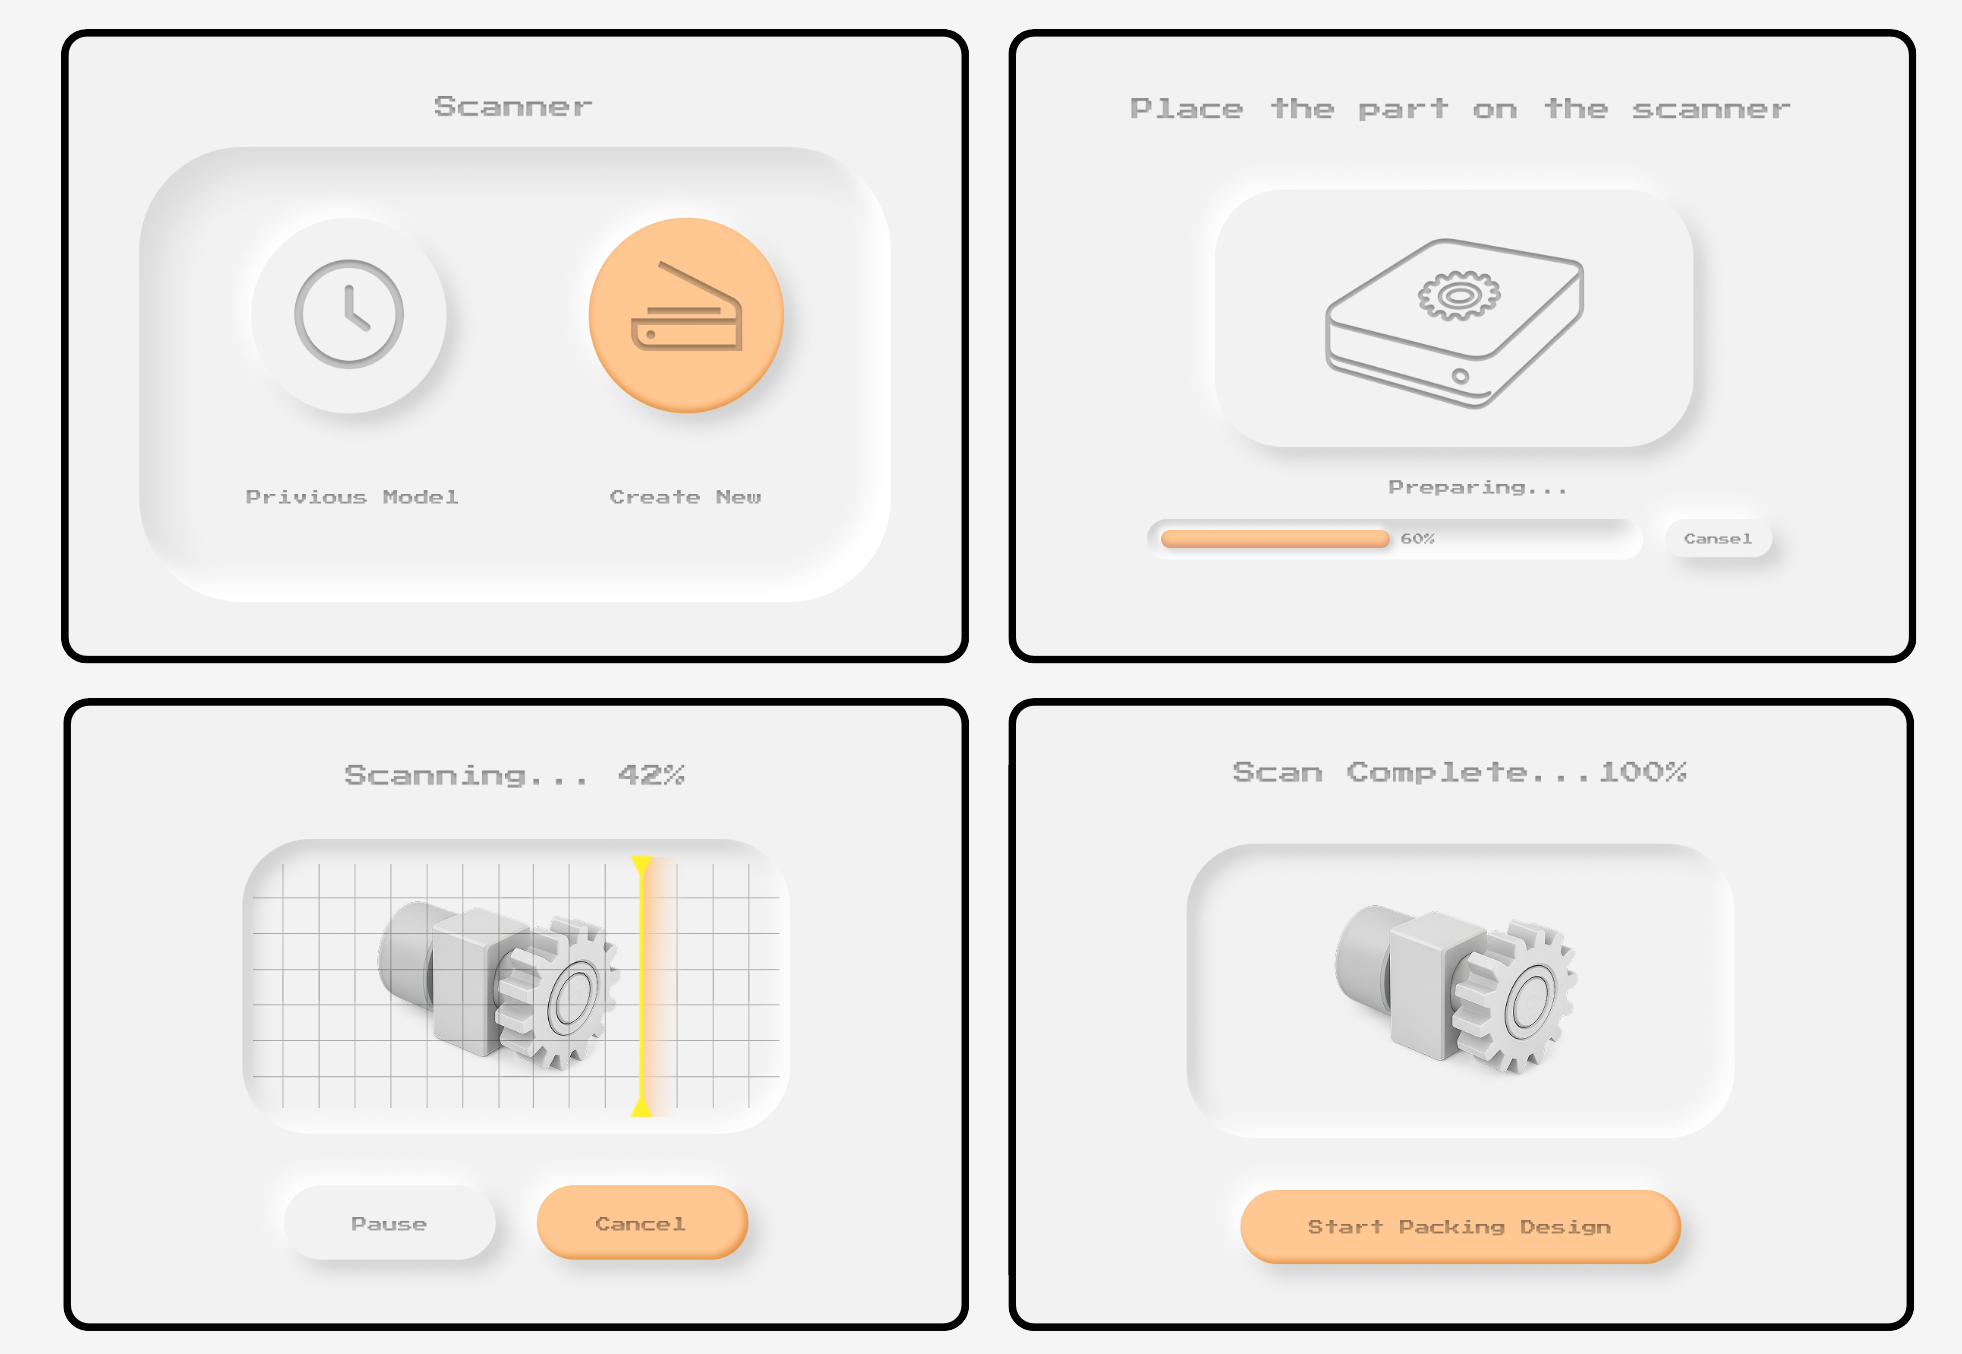 Scanner
Privious Model
Create New
Place the part on the scanner
Preparing...
60%
Cansel
Scanning... 42%
Pause
Cancel
Scan Complete...100%
Start Packing Design